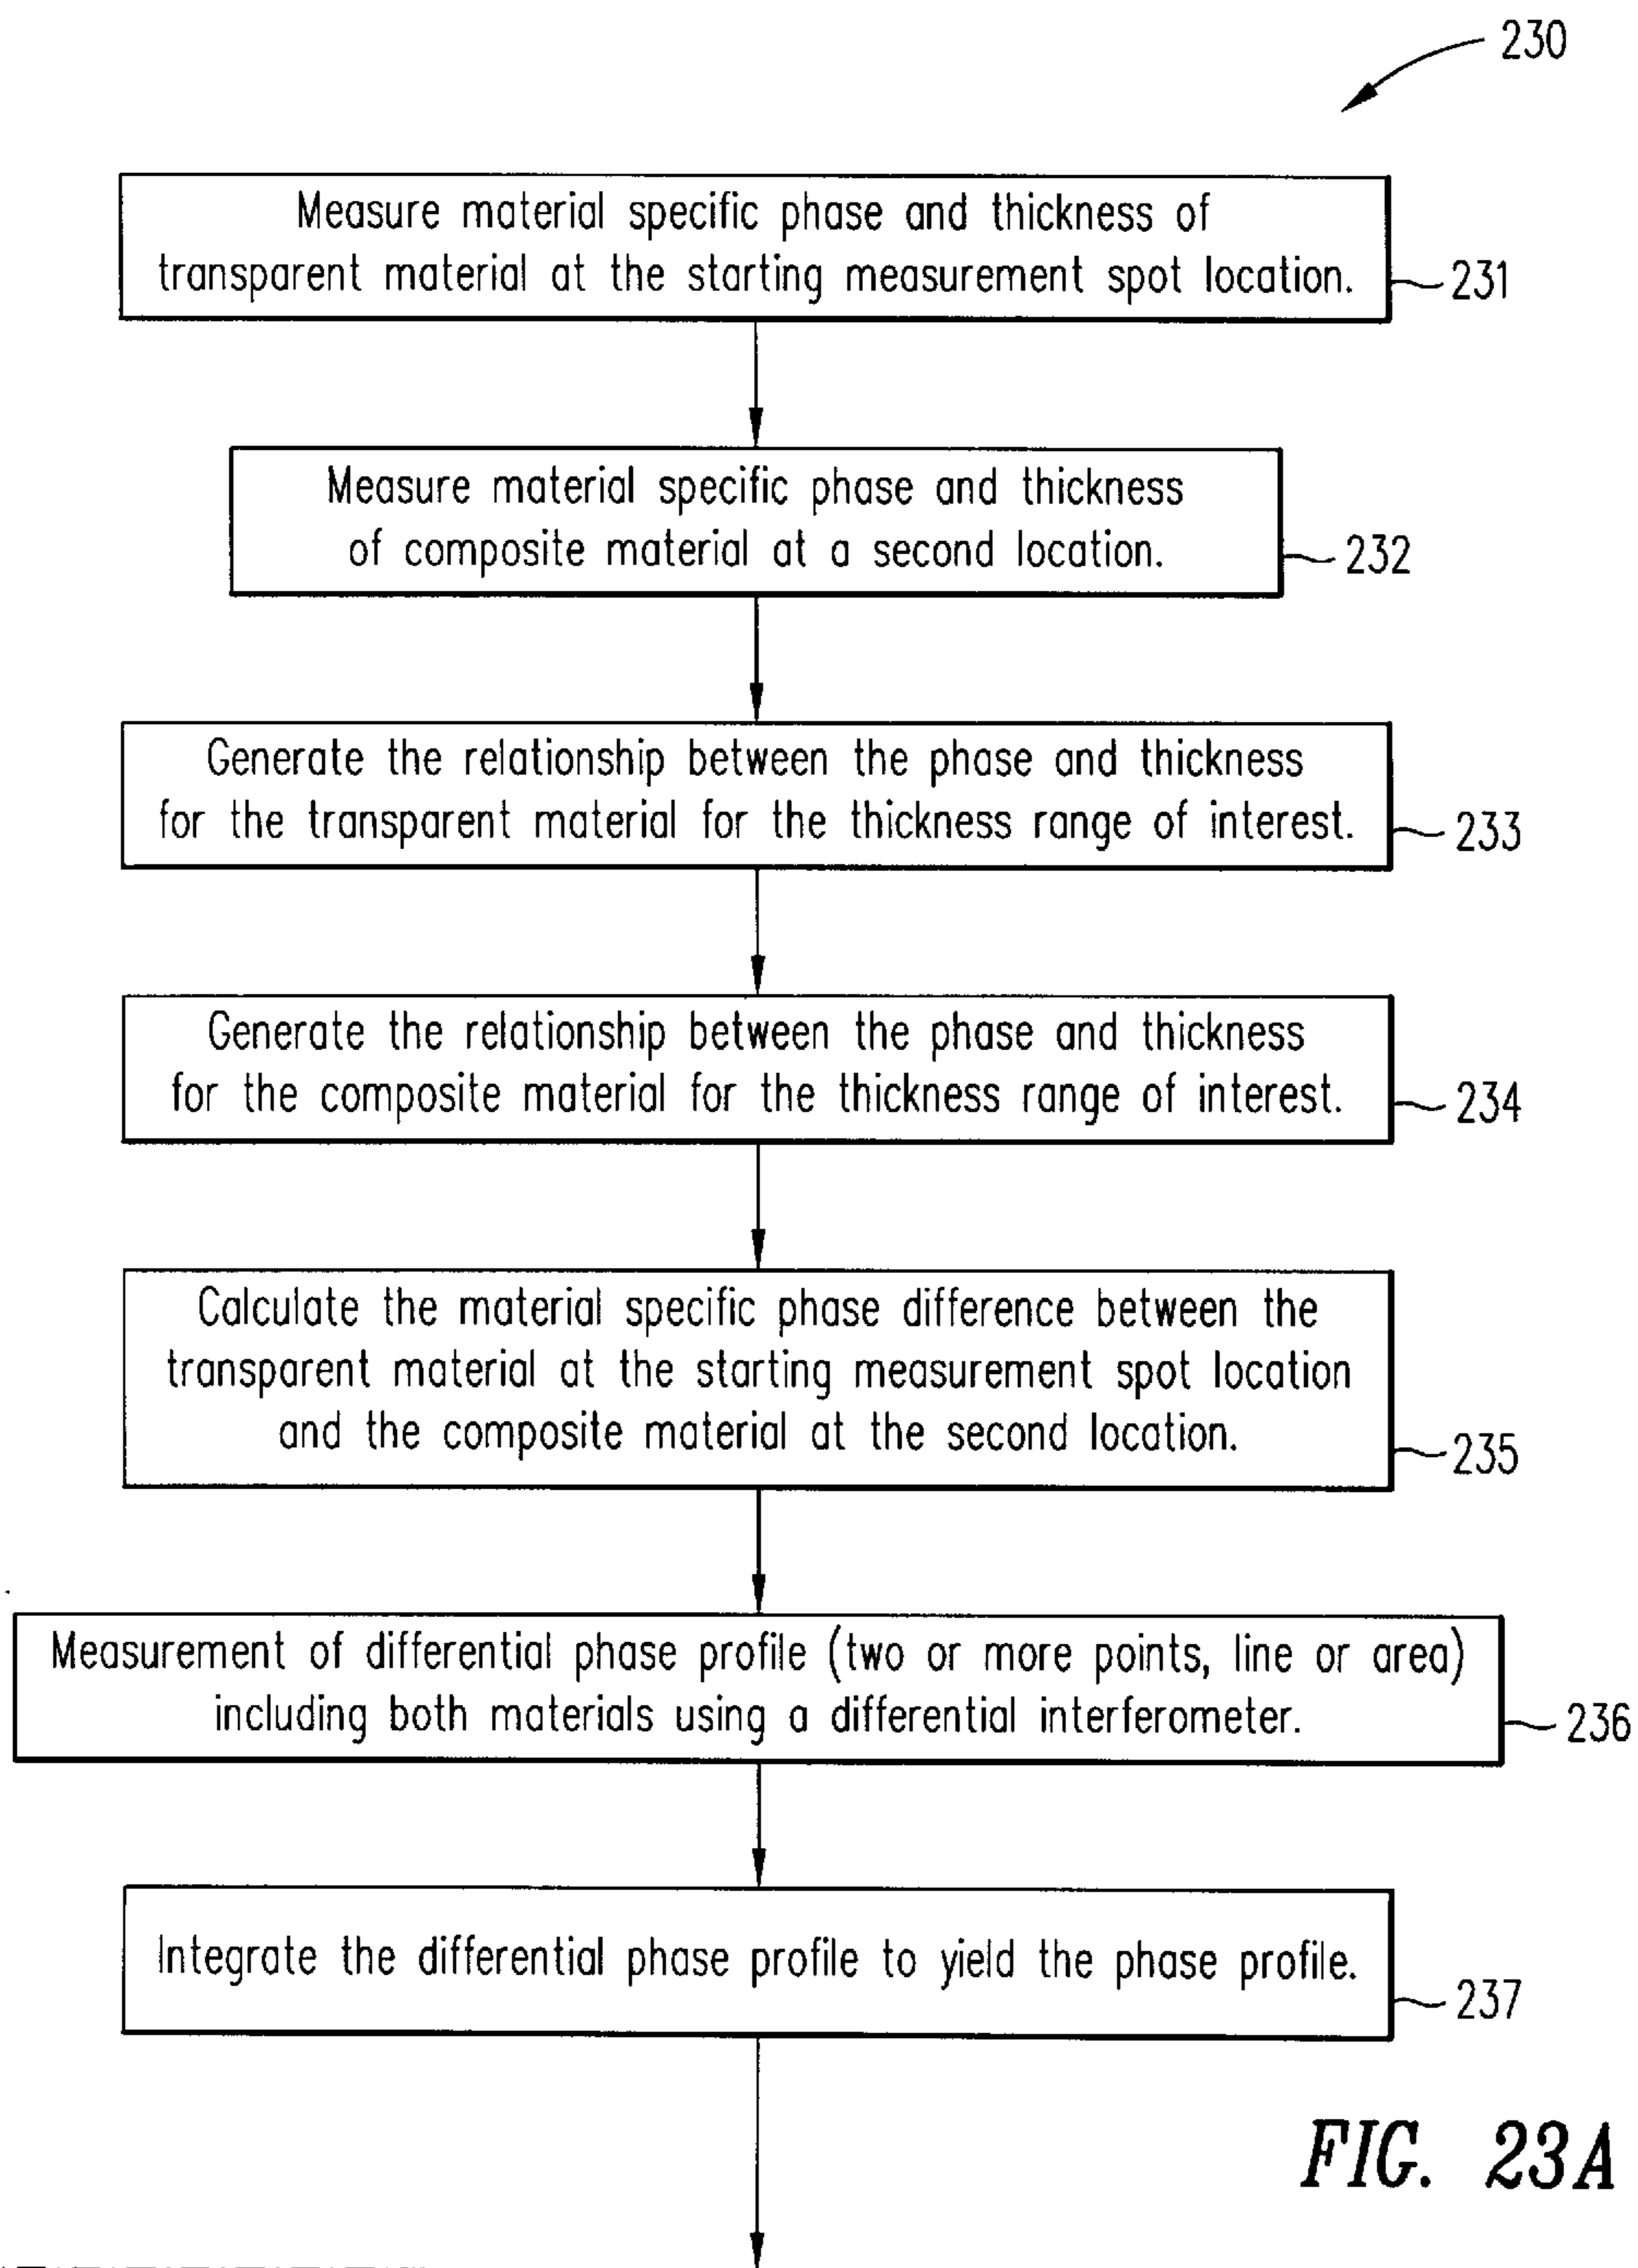 230
Measure material specific phase and thickness of
transparent material at the starting measurement spot location.
231
Measure material specific phase and thickness
of composite material at a second location.
232
Generate the relationship between the phase and thickness
for the transparent material for the thickness range of interest.
233
Generate the relationship between the phase and thickness
for the composite material for the thickness range of interest.
234
Calculate the material specific phase difference between the
transparent material at the starting measurement spot location
and the composite material at the second location.
235
Measurement of differential phase profile (two or more points, line or area)
including both materials using a differential interferometer.
236
Integrate the differential phase profile to yield the phase profile.
237
FIG. 23A